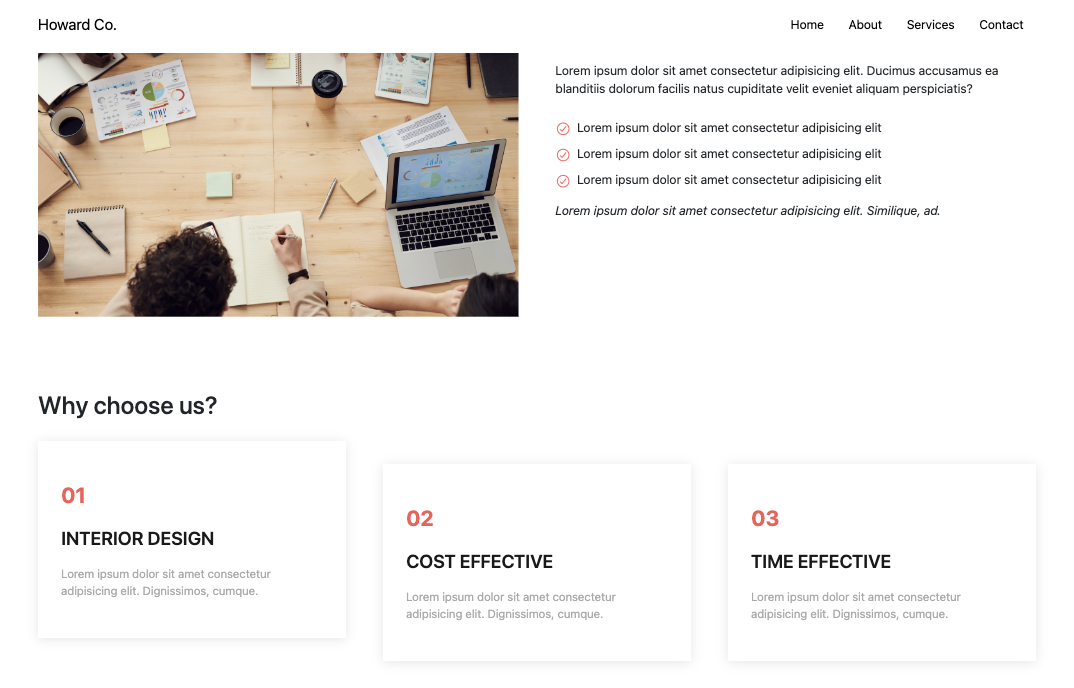 Howard Co.
Home
About
Services
Contact
Lorem ipsum dolor sit amet consectetur adipisicing elit. Ducimus accusamus ea
blanditiis dolorum facilis natus cupiditate velit eveniet aliquam perspiciatis?
Lorem ipsum dolor sit amet consectetur adipisicing elit
Lorem ipsum dolor sit amet consectetur adipisicing elit
Lorem ipsum dolor sit amet consectetur adipisicing elit
Lorem ipsum dolor sit amet consectetur adipisicing elit. Similique, ad.
Why choose us?
01
INTERIOR DESIGN
Lorem ipsum dolor sit amet consectetur
adipisicing elit. Dignissimos, cumque.
02
COST EFFECTIVE
Lorem ipsum dolor sit amet consectetur
adipisicing elit. Dignissimos, cumque.
03
TIME EFFECTIVE
Lorem ipsum dolor sit amet consectetur
adipisicing elit. Dignissimos, cumque.